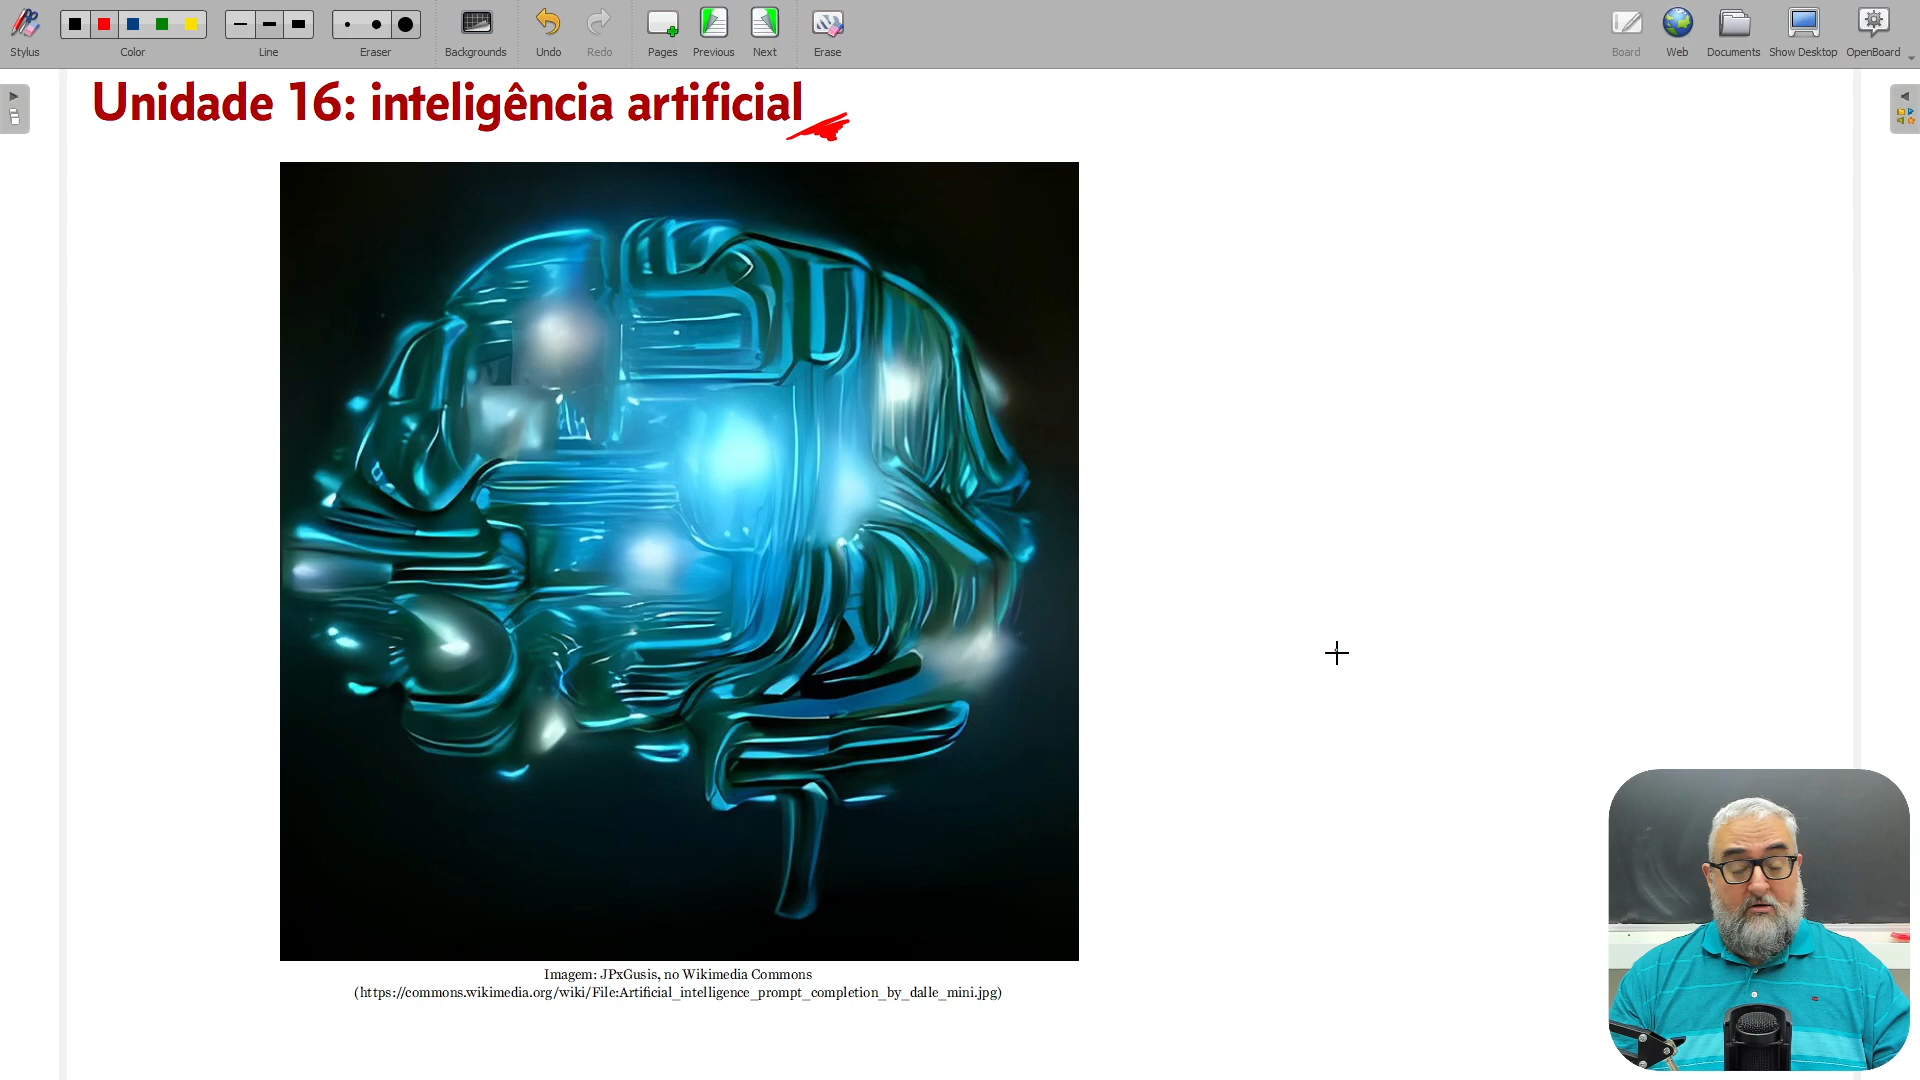 Stylus
Color
Line
Eraser
Backgrounds
Undo
Redo
Pages
Previous
Next
Erase
Board
Web
Documents
Show Desktop
OpenBoard
Unidade 16: inteligência artificial
Imagem: JPxGusis, no Wikimedia Commons
(https://commons.wikimedia.org/wiki/File:Artificial_intelligence_prompt_completion_by_dalle_mini.jpg)